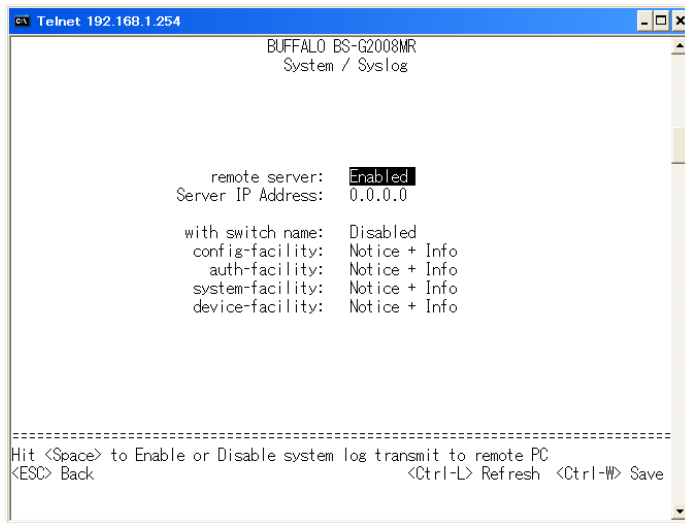 Telnet 192.168.1.254
BUFFALO BS-G2008MR
System / Syslog
remote server: Enabled
Server IP Address: 0.0.0.0
with switch name: Disabled
config-facility: Notice + Info
auth-facility: Notice + Info
system-facility: Notice + Info
device-facility: Notice + Info
================================================================================
Hit <Space> to Enable or Disable system log transmit to remote PC
<ESC> Back <Ctrl-L> Refresh <Ctrl-W> Save